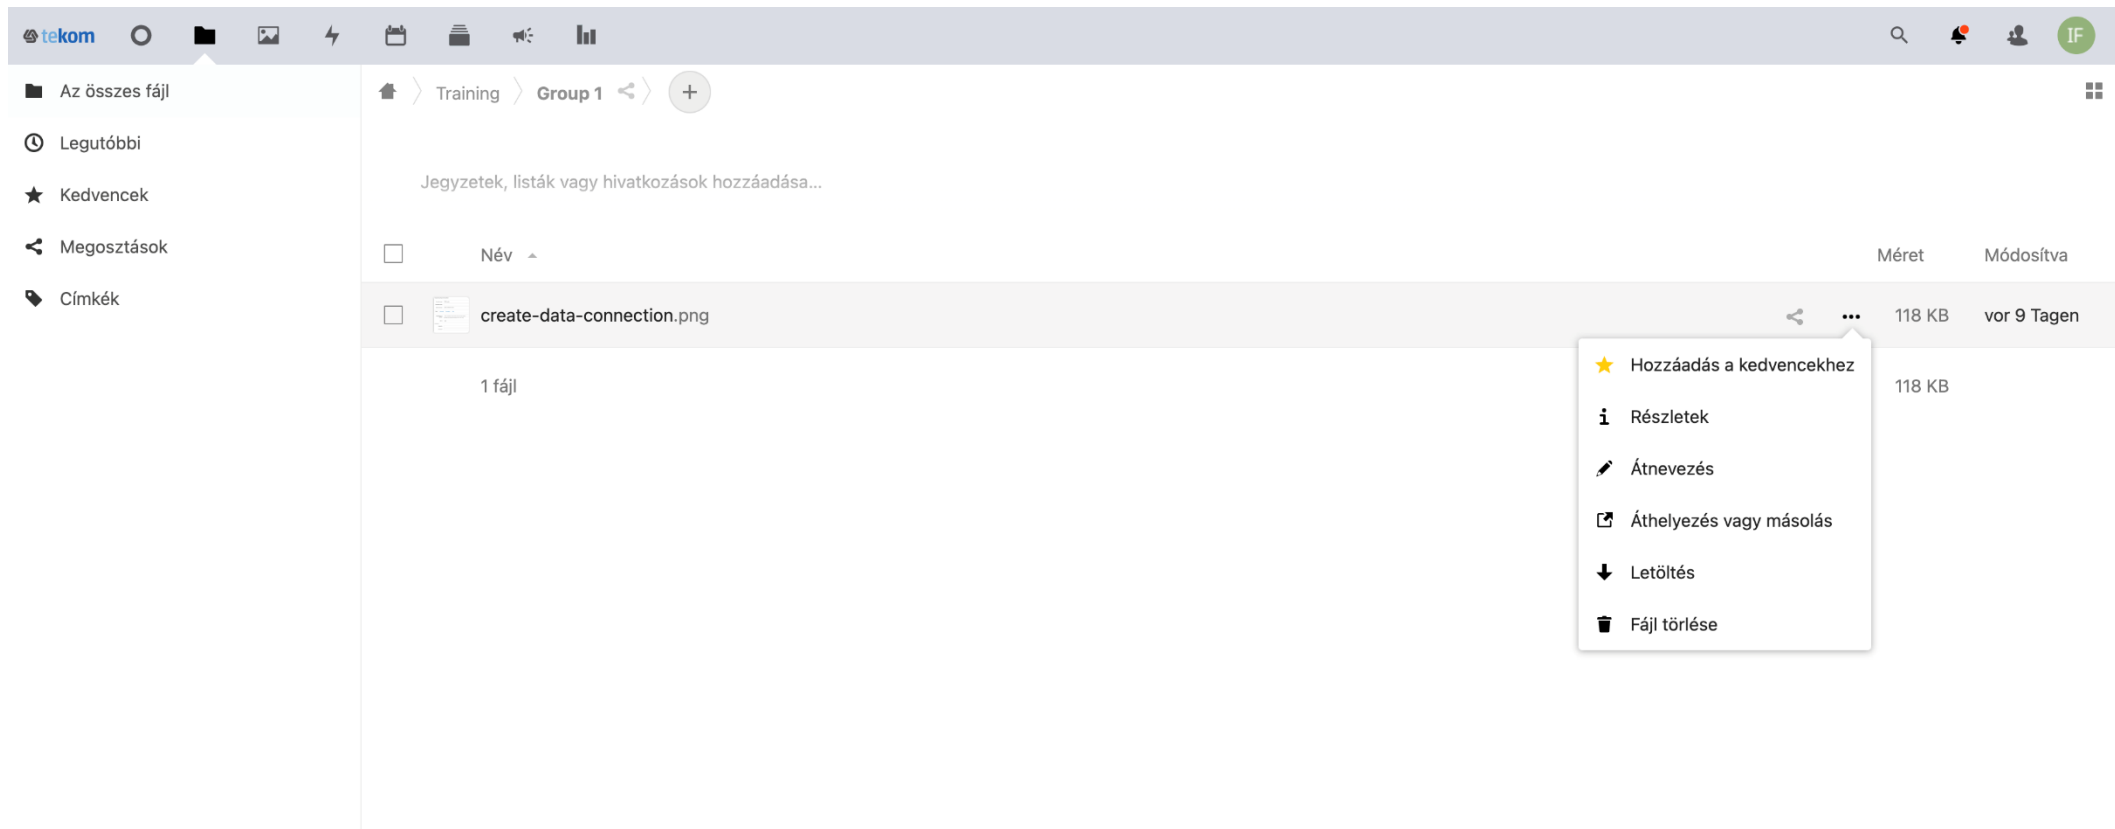 tekom
IF
Az összes fájl
Legutóbbi
Kedvencek
Megosztások
Címkék
Training
Group 1
+
Jegyzetek, listák vagy hivatkozások hozzáadása...
Név
Méret
Módosítva
create-data-connection.png
118 KB
vor 9 Tagen
1 fájl
118 KB
Hozzáadás a kedvencekhez
Részletek
Átnevezés
Áthelyezés vagy másolás
Letöltés
Fájl törlése